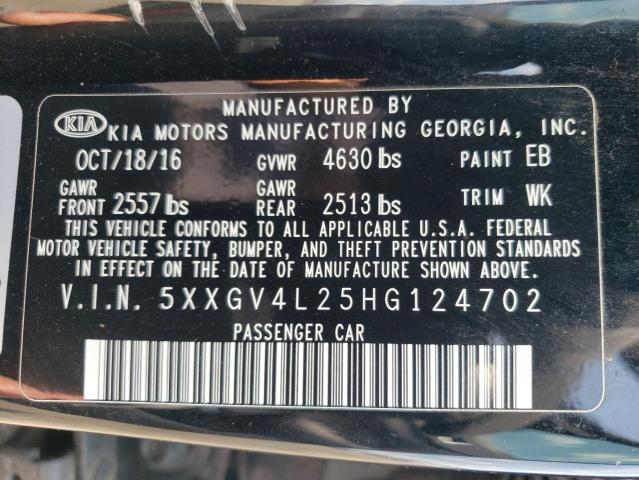 MANUFACTURED BY
KIA KIA MOTORS MANUFACTURING GEORGIA, INC.
OCT/18/16 GVWR 4630 lbs PAINT EB
GAWR GAWR
FRONT 2557 lbs REAR 2513 lbs TRIM WK
THIS VEHICLE CONFORMS TO ALL APPLICABLE U.S.A. FEDERAL
MOTOR VEHICLE SAFETY, BUMPER, AND THEFT PREVENTION STANDARDS
IN EFFECT ON THE DATE OF MANUFACTURE SHOWN ABOVE.
V.I.N. 5XXGV4L25HG124702
PASSENGER CAR